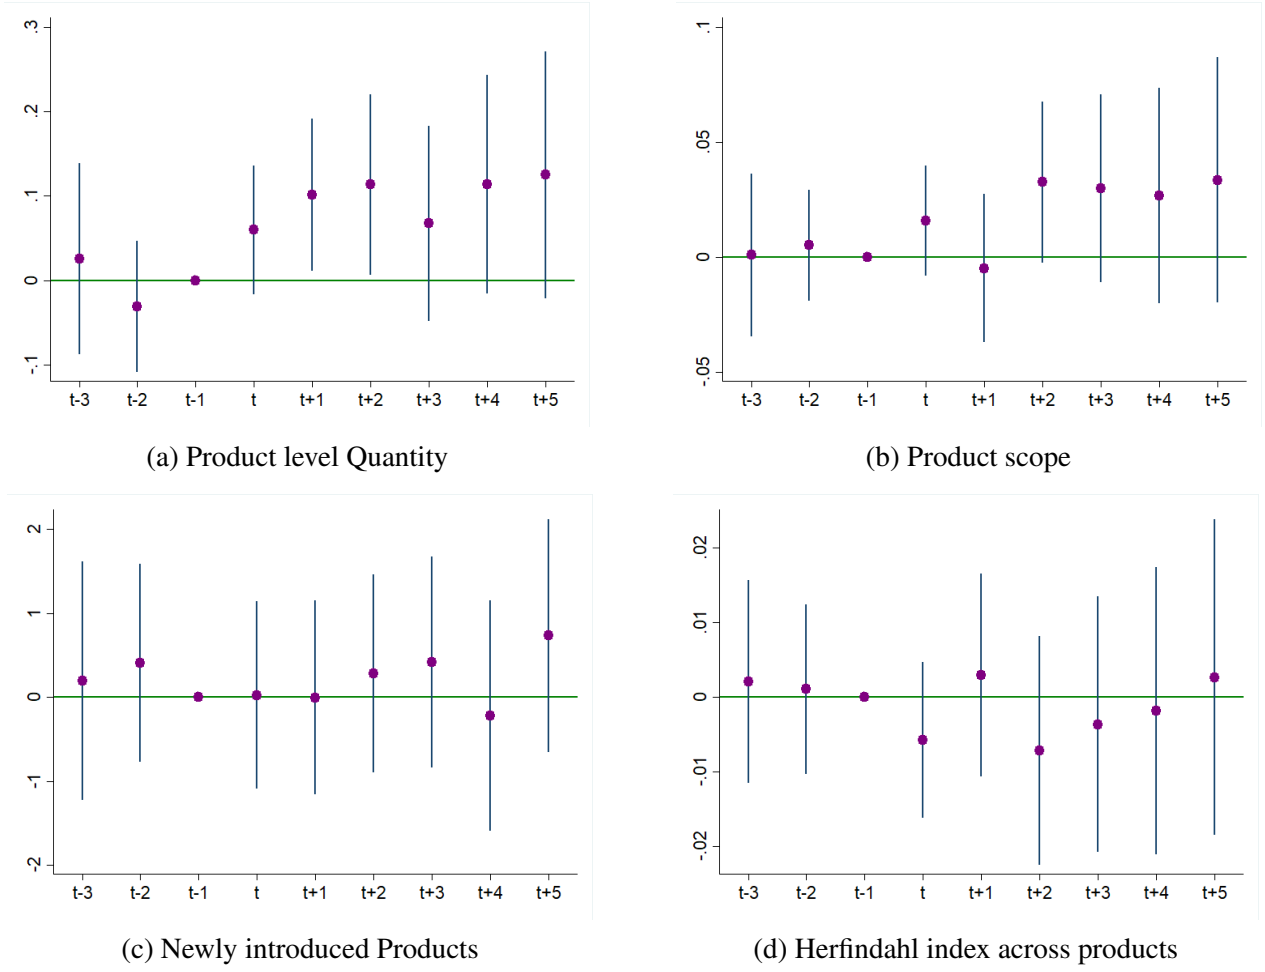 .3
.2
.1
0
-.1
t-3 t-2 t-1 t t+1 t+2 t+3 t+4 t+5
(a) Product level Quantity
.1
.05
0
-.05
t-3 t-2 t-1 t t+1 t+2 t+3 t+4 t+5
(b) Product scope
2
1
0
-1
-2
t-3 t-2 t-1 t t+1 t+2 t+3 t+4 t+5
(c) Newly introduced Products
.02
.01
0
-.01
-.02
t-3 t-2 t-1 t t+1 t+2 t+3 t+4 t+5
(d) Herfindahl index across products